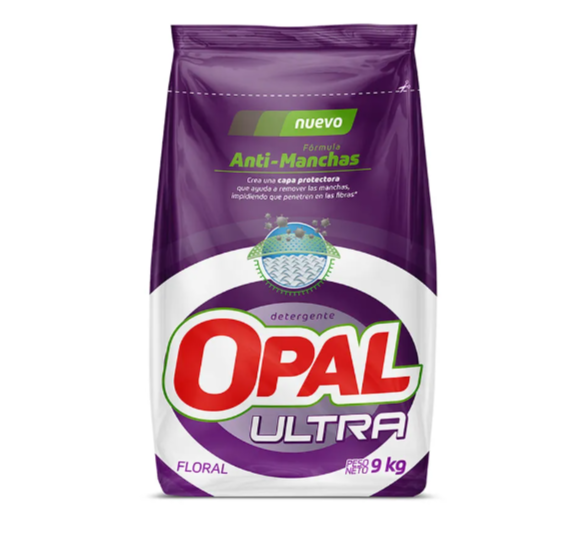 nuevo
Fórmula
Anti-Manchas
Crea una capa protectora
que ayuda a remover las manchas,
impidiendo que penetren en las fibras*
detergente
OPAL
ULTRA
FLORAL
PESO NETO 9 kg